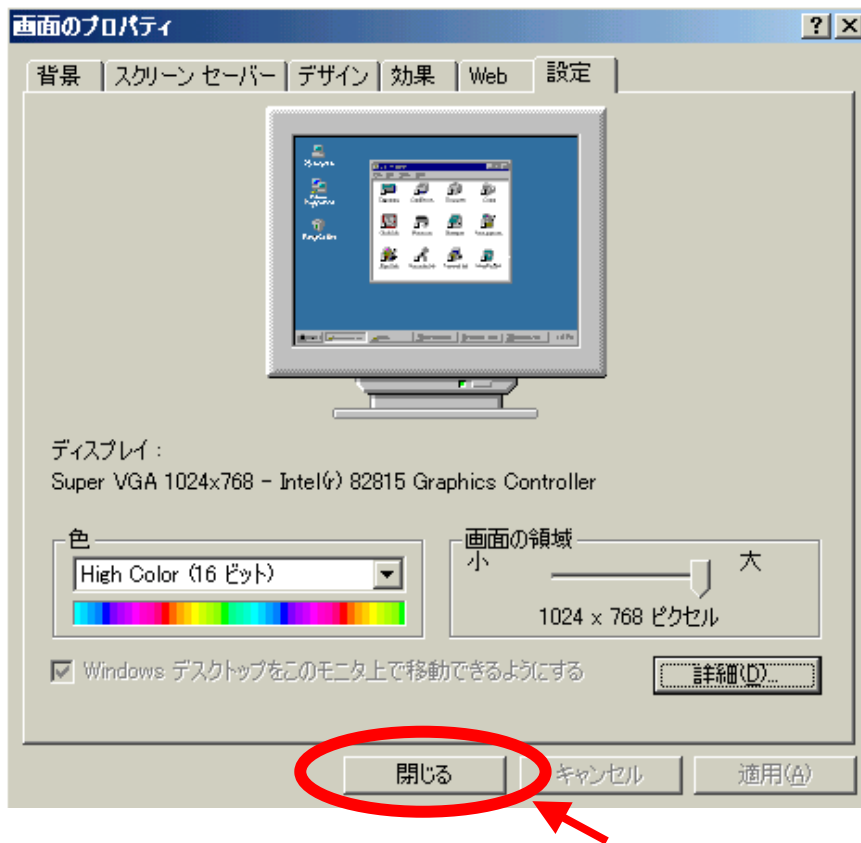 画面のプロパティ
背景 スクリーン セーバー デザイン 効果 Web 設定
ディスプレイ :
Super VGA 1024x768 - Intel(r) 82815 Graphics Controller
色
High Color (16 ビット)
画面の領域
小 大
1024 x 768 ピクセル
Windows デスクトップをこのモニタ上で移動できるようにする
詳細(D)...
閉じる キャンセル 適用(A)